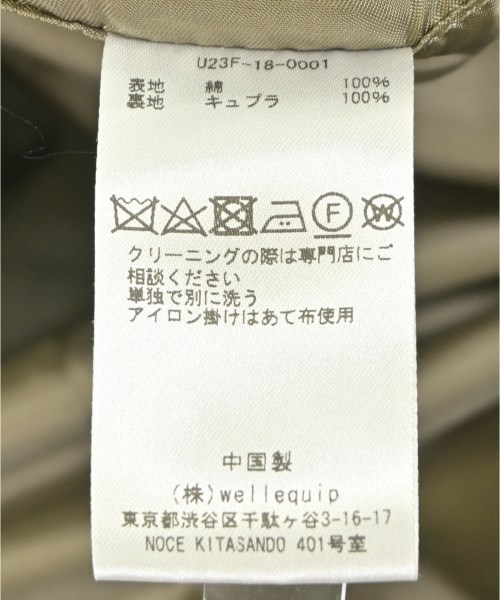 U23F-18-0001
表地 綿 100%
裏地 キュプラ 100%
F W
クリーニングの際は専門店にご
相談ください
単独で別に洗う
アイロン掛けはあて布使用
中国製
(株)wellequip
東京都渋谷区千駄ヶ谷3-16-17
NOCE KITASANDO 401号室